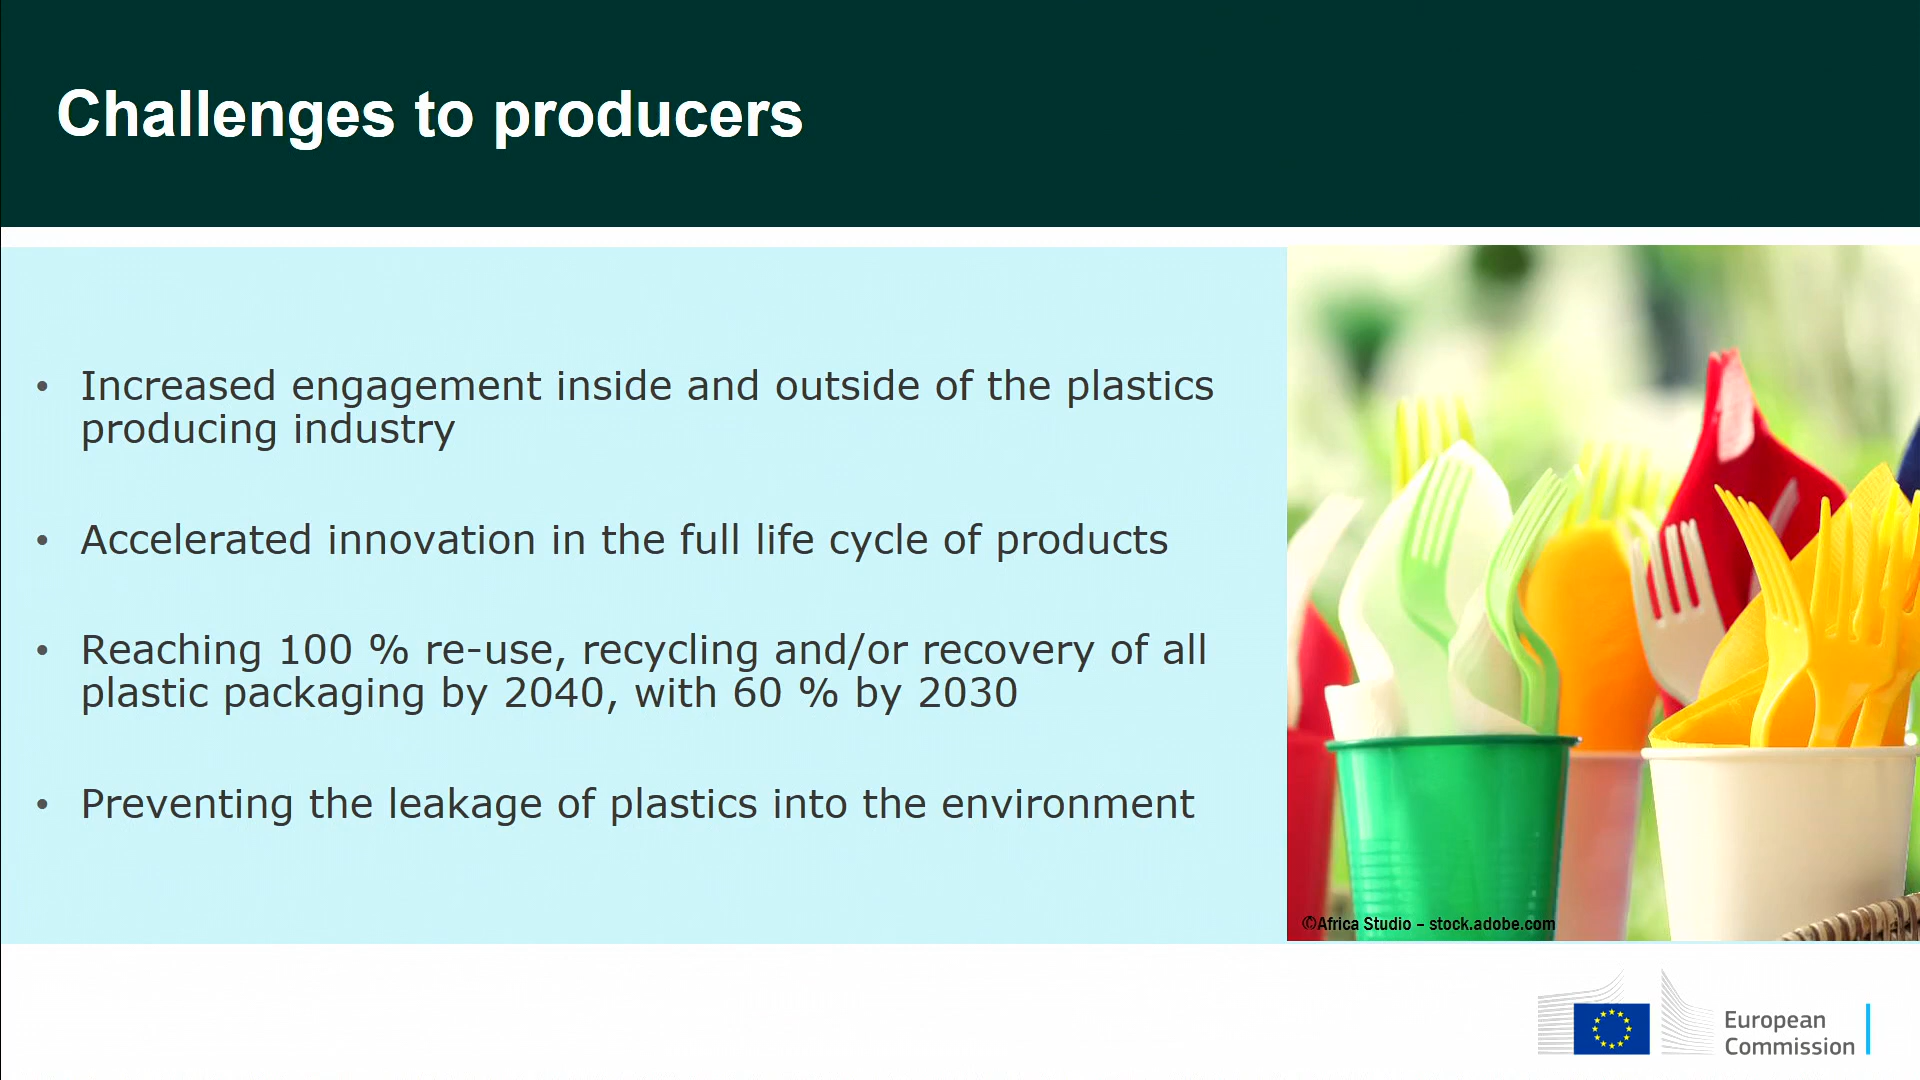 Challenges to producers
• Increased engagement inside and outside of the plastics
producing industry
• Accelerated innovation in the full life cycle of products
• Reaching 100 % re-use, recycling and/or recovery of all
plastic packaging by 2040, with 60 % by 2030
• Preventing the leakage of plastics into the environment
©Africa Studio – stock.adobe.com
European
Commission